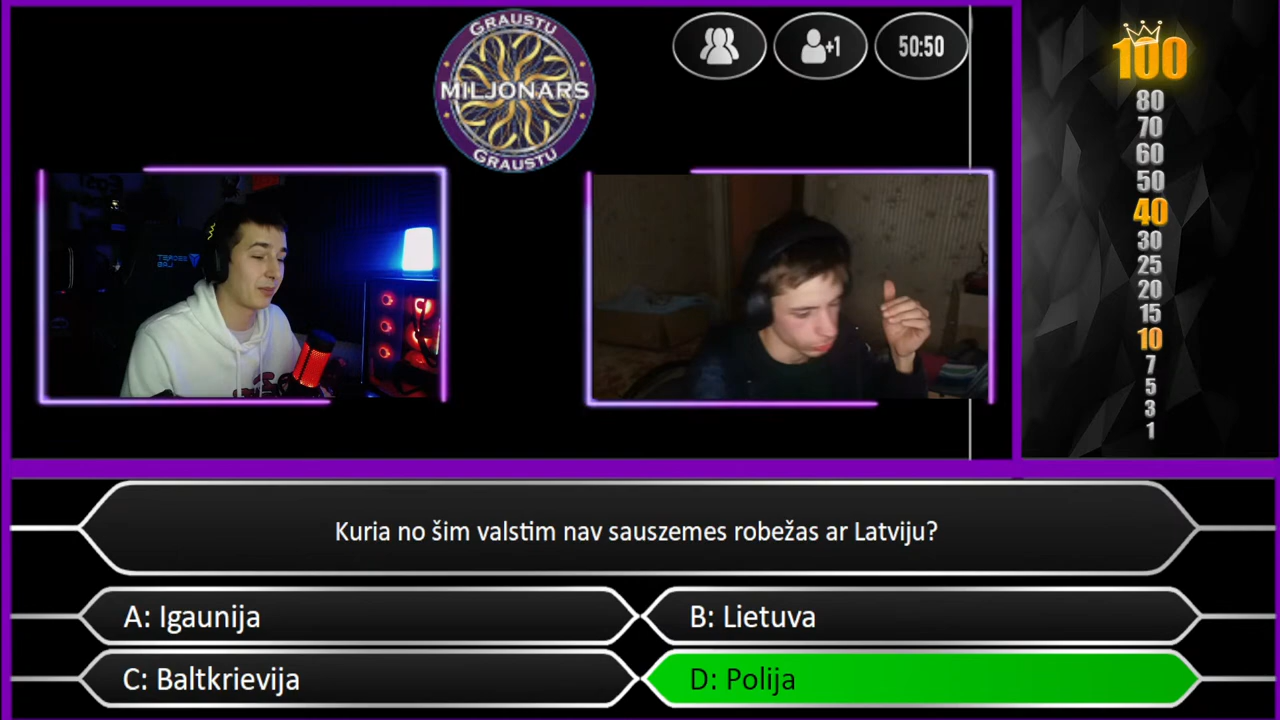 GRAUSTU
MILJONARS
GRAUSTU
+1
50:50
100
80
70
60
50
40
30
25
20
15
10
7
5
3
1
Kuria no šim valstim nav sauszemes robežas ar Latviju?
A: Igaunija
B: Lietuva
C: Baltkrievija
D: Polija